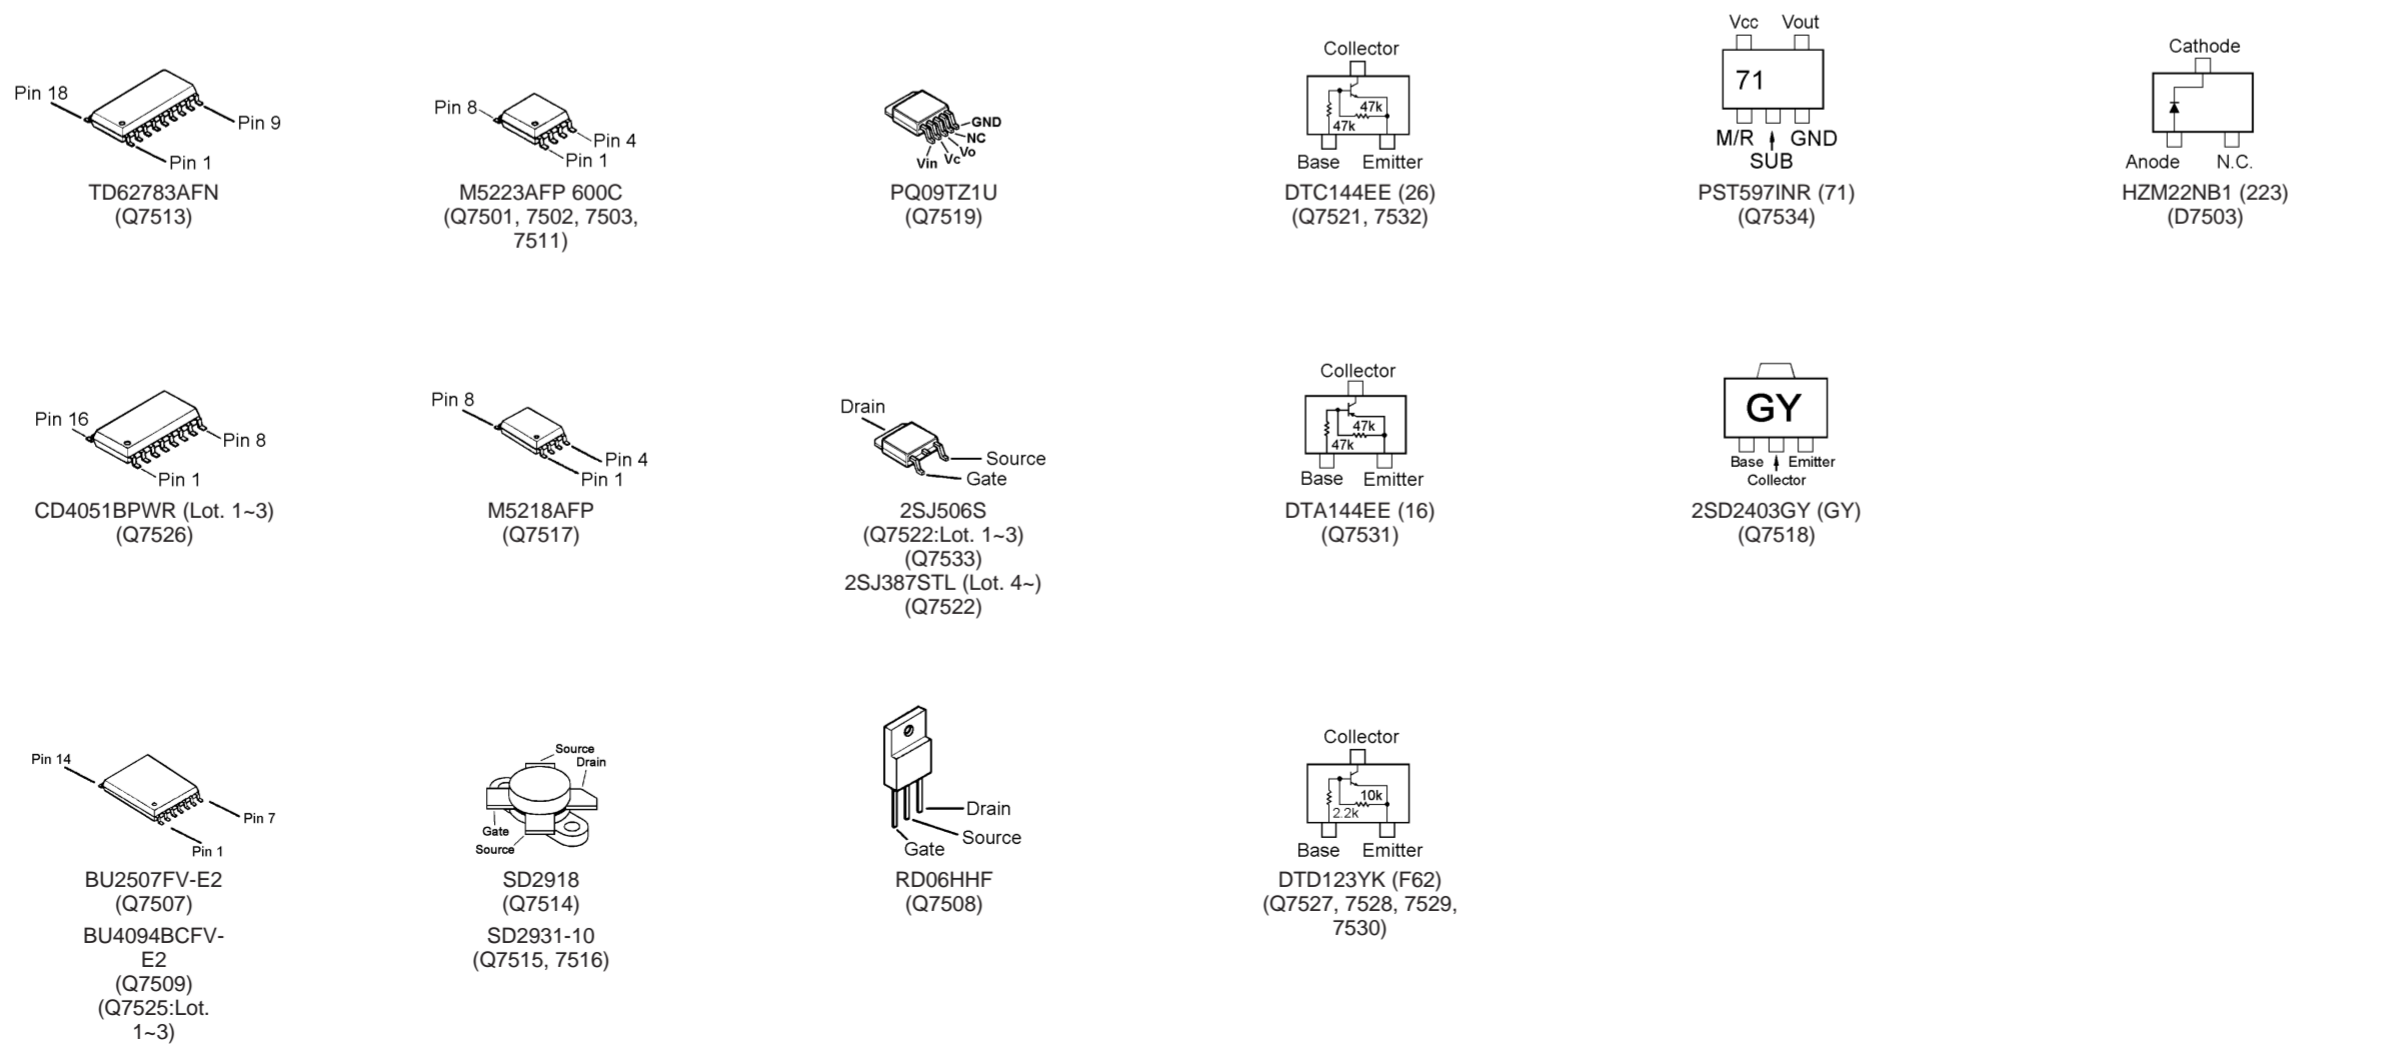 Pin 18
Pin 9
Pin 1
TD62783AFN
(Q7513)
Pin 8
Pin 4
Pin 1
M5223AFP 600C
(Q7501, 7502, 7503,
7511)
GND
NC
Vo
Vc
Vin
PQ09TZ1U
(Q7519)
Collector
47k
47k
Base Emitter
DTC144EE (26)
(Q7521, 7532)
Vcc Vout
71
M/R GND
SUB
PST597INR (71)
(Q7534)
Cathode
Anode N.C.
HZM22NB1 (223)
(D7503)
Pin 16
Pin 8
Pin 1
CD4051BPWR (Lot. 1~3)
(Q7526)
Pin 8
Pin 4
Pin 1
M5218AFP
(Q7517)
Drain
Source
Gate
2SJ506S
(Q7522:Lot. 1~3)
(Q7533)
2SJ387STL (Lot. 4~)
(Q7522)
Collector
47k
47k
Base Emitter
DTA144EE (16)
(Q7531)
GY
Base Emitter
Collector
2SD2403GY (GY)
(Q7518)
Pin 14
Pin 7
Pin 1
BU2507FV-E2
(Q7507)
BU4094BCFV-
E2
(Q7509)
(Q7525:Lot.
1~3)
Source
Drain
Gate
Source
SD2918
(Q7514)
SD2931-10
(Q7515, 7516)
Drain
Source
Gate
RD06HHF
(Q7508)
Collector
10k
2.2k
Base Emitter
DTD123YK (F62)
(Q7527, 7528, 7529,
7530)